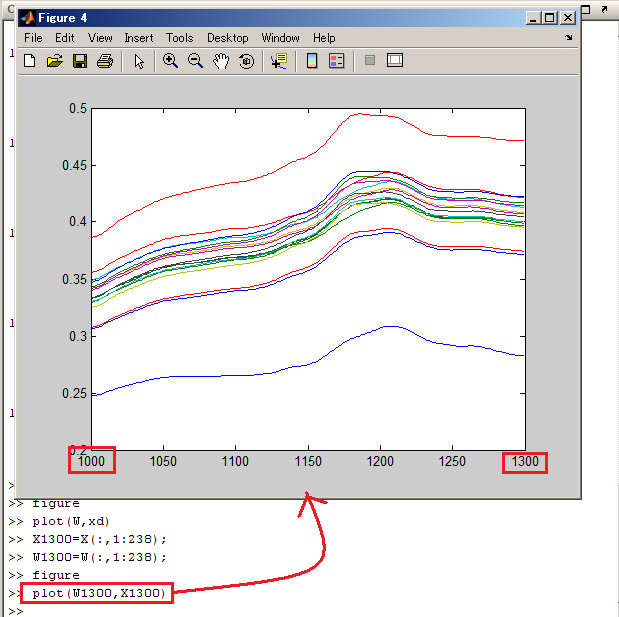 Figure 4
File Edit View Insert Tools Desktop Window Help
0.5
0.45
0.4
0.35
0.3
0.25
0.2
1000 1050 1100 1150 1200 1250 1300
>> figure
>> plot(W,xd)
>> X1300=X(:,1:238);
>> W1300=W(:,1:238);
>> figure
>> plot(W1300,X1300)
>>